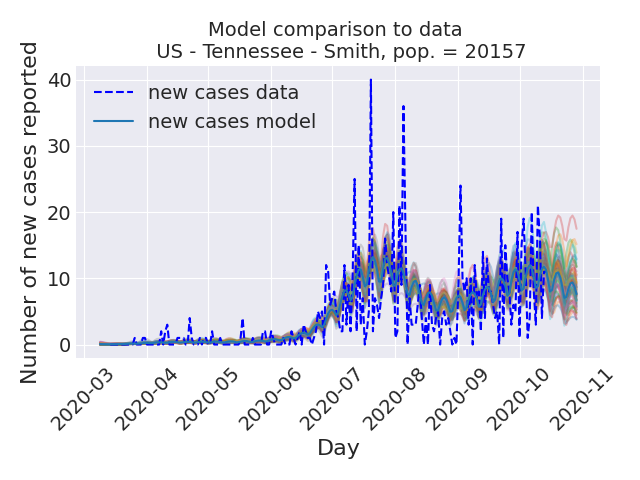 Model comparison to data
US - Tennessee - Smith, pop. = 20157
new cases data
new cases model
Number of new cases reported
40
30
20
10
0
2020-03
2020-04
2020-05
2020-06
2020-07
2020-08
2020-09
2020-10
2020-11
Day